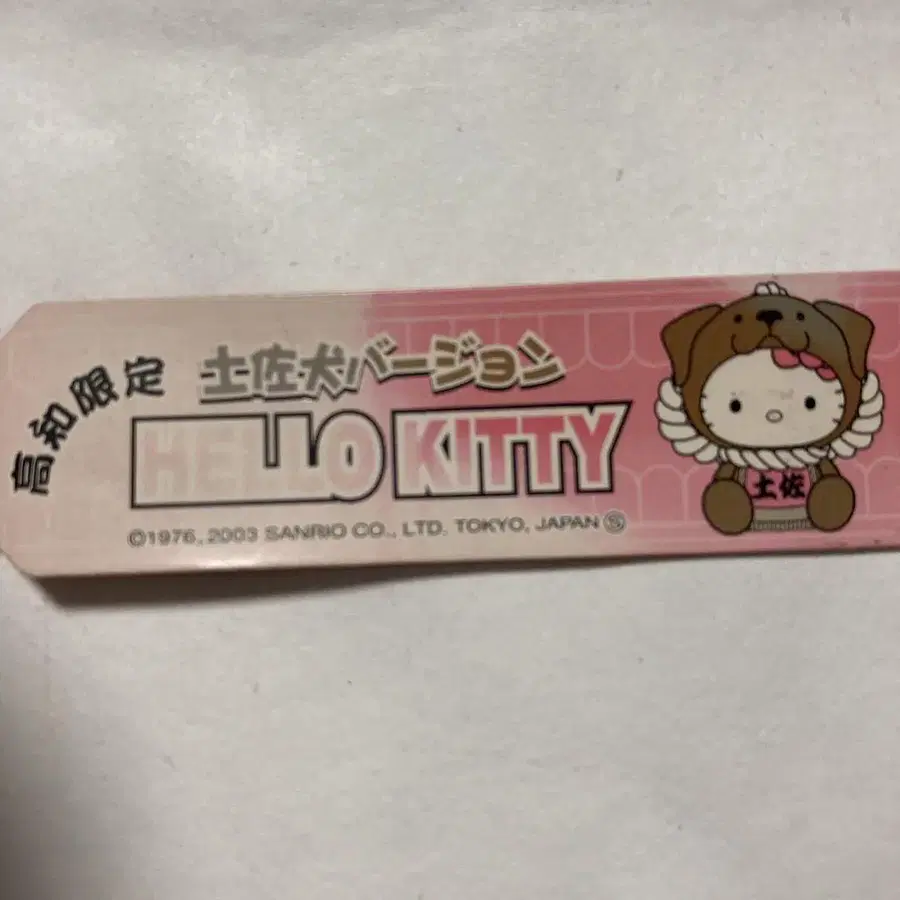 高知限定
土佐犬バージョン
HELLO KITTY
©1976, 2003 SANRIO CO., LTD. TOKYO, JAPAN Ⓢ
土佐